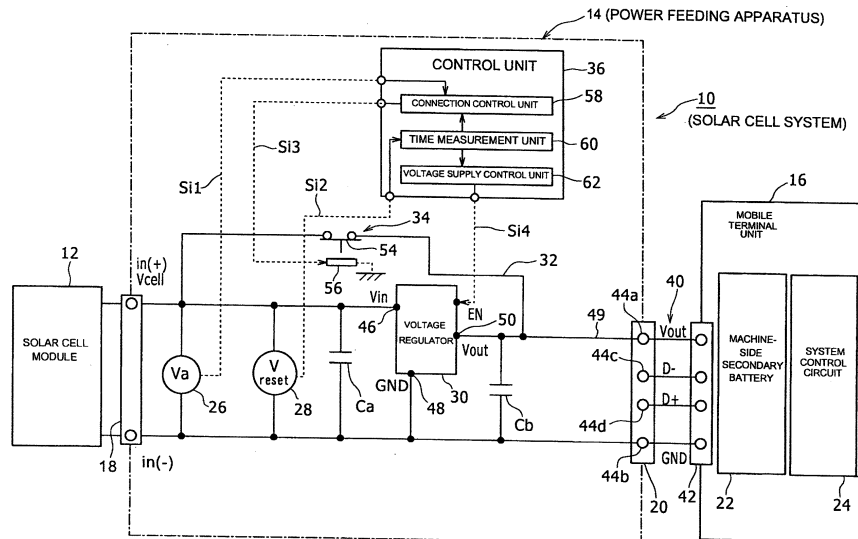 14 (POWER FEEDING APPARATUS)
CONTROL UNIT
36
CONNECTION CONTROL UNIT
58
10
(SOLAR CELL SYSTEM)
TIME MEASUREMENT UNIT
60
VOLTAGE SUPPLY CONTROL UNIT
62
Si1
Si3
Si2
Si4
34
54
56
32
16
MOBILE
TERMINAL
UNIT
12
in(+)
Vcell
SOLAR CELL
MODULE
Vin
46
EN
50
VOLTAGE
REGULATOR
Vout
49
44a
40
Vout
Va
26
V
reset
28
Ca
GND
48
30
Cb
44c
D-
D+
44d
44b
GND
MACHINE-
SIDE
SECONDARY
BATTERY
SYSTEM
CONTROL
CIRCUIT
18
in(-)
20
42
22
24